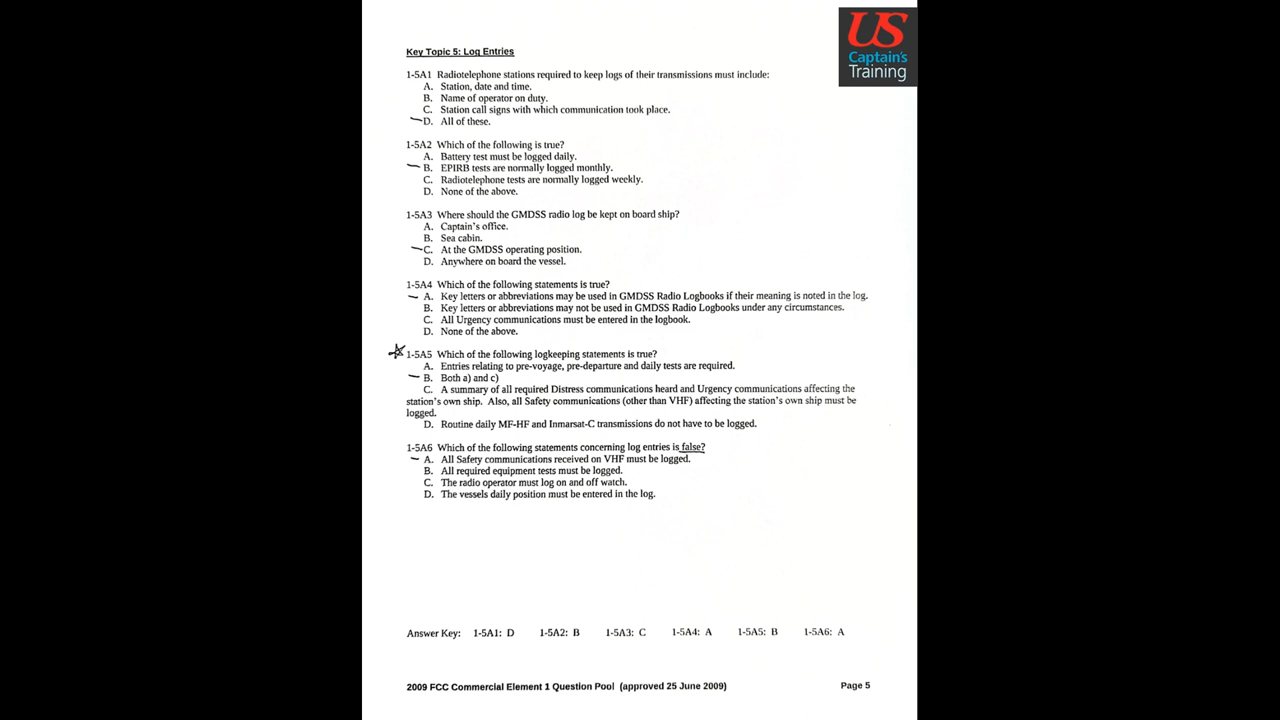 US
Captain's
Training
Key Topic 5: Log Entries
1-5A1 Radiotelephone stations required to keep logs of their transmissions must include:
A. Station, date and time.
B. Name of operator on duty.
C. Station call signs with which communication took place.
D. All of these.
1-5A2 Which of the following is true?
A. Battery test must be logged daily.
B. EPIRB tests are normally logged monthly.
C. Radiotelephone tests are normally logged weekly.
D. None of the above.
1-5A3 Where should the GMDSS radio log be kept on board ship?
A. Captain's office.
B. Sea cabin.
C. At the GMDSS operating position.
D. Anywhere on board the vessel.
1-5A4 Which of the following statements is true?
A. Key letters or abbreviations may be used in GMDSS Radio Logbooks if their meaning is noted in the log.
B. Key letters or abbreviations may not be used in GMDSS Radio Logbooks under any circumstances.
C. All Urgency communications must be entered in the logbook.
D. None of the above.
1-5A5 Which of the following logkeeping statements is true?
A. Entries relating to pre-voyage, pre-departure and daily tests are required.
B. Both a) and c)
C. A summary of all required Distress communications heard and Urgency communications affecting the
station's own ship. Also, all Safety communications (other than VHF) affecting the station's own ship must be
logged.
D. Routine daily MF-HF and Inmarsat-C transmissions do not have to be logged.
1-5A6 Which of the following statements concerning log entries is false?
A. All Safety communications received on VHF must be logged.
B. All required equipment tests must be logged.
C. The radio operator must log on and off watch.
D. The vessels daily position must be entered in the log.
Answer Key: 1-5A1: D 1-5A2: B 1-5A3: C 1-5A4: A 1-5A5: B 1-5A6: A
2009 FCC Commercial Element 1 Question Pool (approved 25 June 2009) Page 5